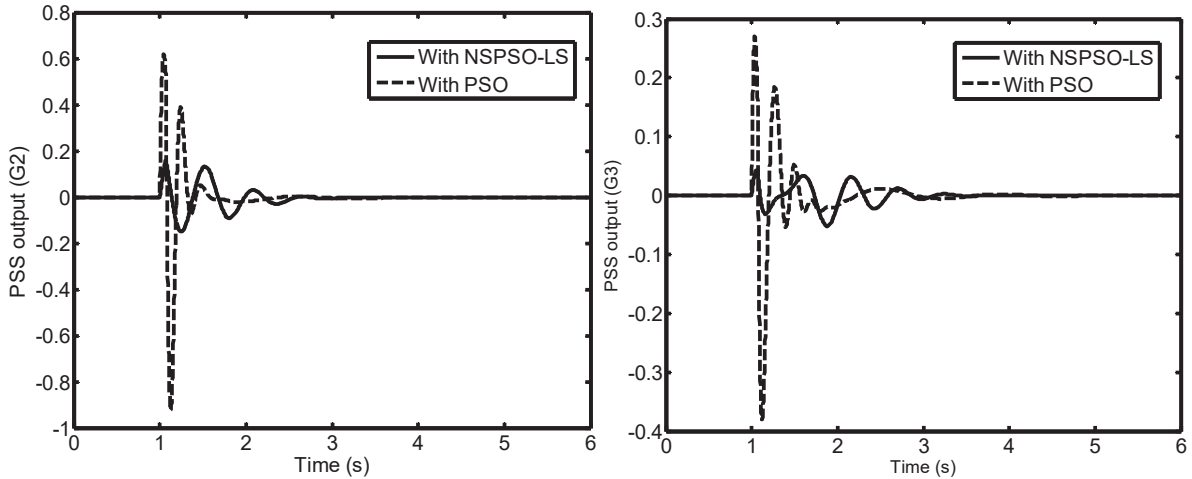 PSS output (G2)
0.8
0.6
0.4
0.2
0
-0.2
-0.4
-0.6
-0.8
-1
With NSPSO-LS
With PSO
0 1 2 3 4 5 6
Time (s)
PSS output (G3)
0.3
0.2
0.1
0
-0.1
-0.2
-0.3
-0.4
With NSPSO-LS
With PSO
0 1 2 3 4 5 6
Time (s)